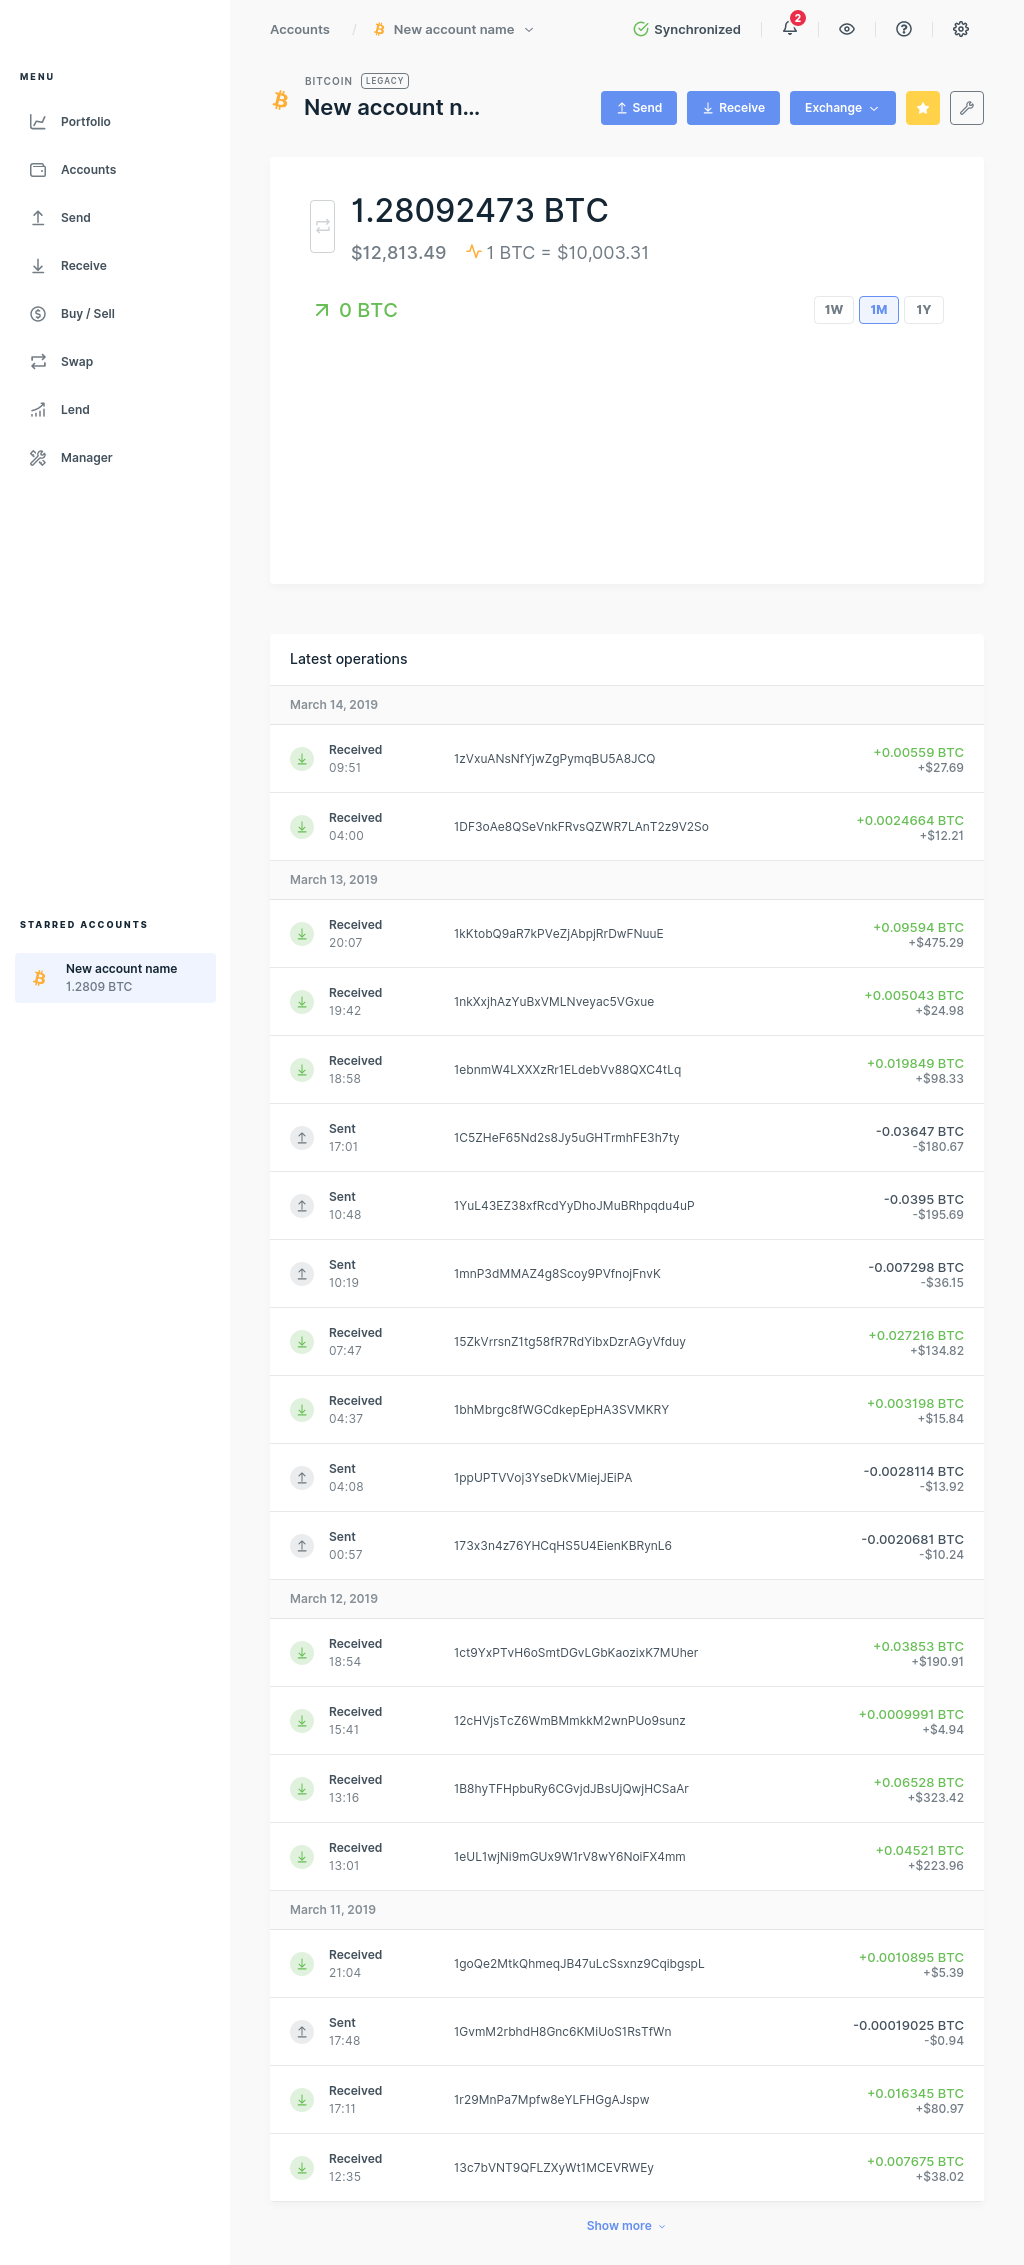 Accounts / New account name
Synchronized
2
MENU
Portfolio
Accounts
Send
Receive
Buy / Sell
Swap
Lend
Manager
STARRED ACCOUNTS
New account name
1.2809 BTC
BITCOIN LEGACY
New account n...
Send
Receive
Exchange
1.28092473 BTC
$12,813.49 1 BTC = $10,003.31
0 BTC
1W 1M 1Y
Latest operations
March 14, 2019
Received 1zVxuANsNfYjwZgPymqBU5A8JCQ +0.00559 BTC
09:51 +$27.69
Received 1DF3oAe8QSeVnkFRvsQZWR7LAnT2z9V2So +0.0024664 BTC
04:00 +$12.21
March 13, 2019
Received 1kKtobQ9aR7kPVeZjAbpjRrDwFNuuE +0.09594 BTC
20:07 +$475.29
Received 1nkXxjhAzYuBxVMLNveyac5VGxue +0.005043 BTC
19:42 +$24.98
Received 1ebnmW4LXXXzRr1ELdebVv88QXC4tLq +0.019849 BTC
18:58 +$98.33
Sent 1C5ZHeF65Nd2s8Jy5uGHTrmhFE3h7ty -0.03647 BTC
17:01 -$180.67
Sent 1YuL43EZ38xfRcdYyDhoJMuBRhpqdu4uP -0.0395 BTC
10:48 -$195.69
Sent 1mnP3dMMAZ4g8Scoy9PVfnojFnvK -0.007298 BTC
10:19 -$36.15
Received 15ZkVrrsnZ1tg58fR7RdYibxDzrAGyVfduy +0.027216 BTC
07:47 +$134.82
Received 1bhMbrgc8fWGCdkepEpHA3SVMKRY +0.003198 BTC
04:37 +$15.84
Sent 1ppUPTVVoj3YseDkVMiejJEiPA -0.0028114 BTC
04:08 -$13.92
Sent 173x3n4z76YHCqHS5U4EienKBRynL6 -0.0020681 BTC
00:57 -$10.24
March 12, 2019
Received 1ct9YxPTvH6oSmtDGvLGbKaozixK7MUher +0.03853 BTC
18:54 +$190.91
Received 12cHVjsTcZ6WmBMmkkM2wnPUo9sunz +0.0009991 BTC
15:41 +$4.94
Received 1B8hyTFHpbuRy6CGvjdJBsUjQwjHCSaAr +0.06528 BTC
13:16 +$323.42
Received 1eUL1wjNi9mGUx9W1rV8wY6NoiFX4mm +0.04521 BTC
13:01 +$223.96
March 11, 2019
Received 1goQe2MtkQhmeqJB47uLcSsxnz9CqibgspL +0.0010895 BTC
21:04 +$5.39
Sent 1GvmM2rbhdH8Gnc6KMiUoS1RsTfWn -0.00019025 BTC
17:48 -$0.94
Received 1r29MnPa7Mpfw8eYLFHGgAJspw +0.016345 BTC
17:11 +$80.97
Received 13c7bVNT9QFLZXyWt1MCEVRWEy +0.007675 BTC
12:35 +$38.02
Show more